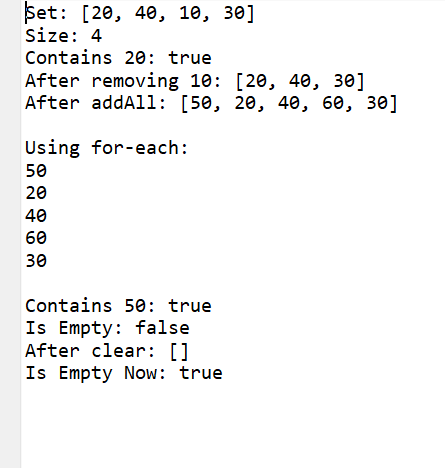 Set: [20, 40, 10, 30]
Size: 4
Contains 20: true
After removing 10: [20, 40, 30]
After addAll: [50, 20, 40, 60, 30]
Using for-each:
50
20
40
60
30
Contains 50: true
Is Empty: false
After clear: []
Is Empty Now: true